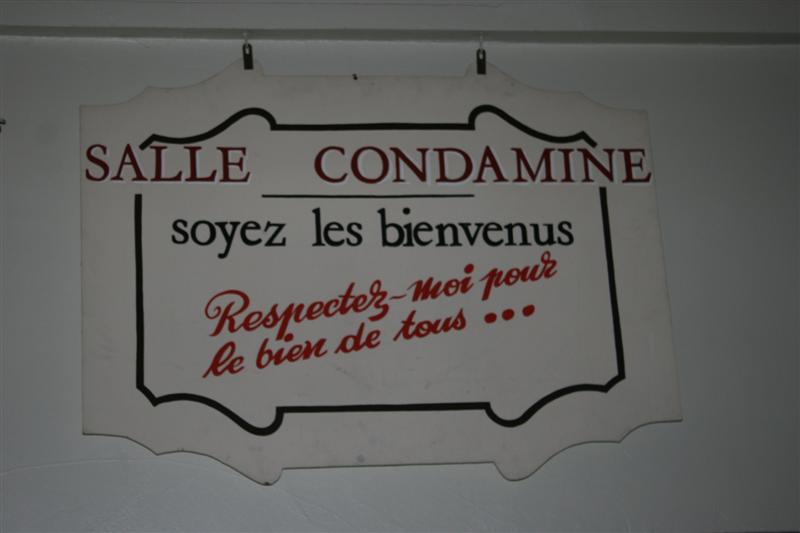 SALLE CONDAMINE
soyez les bienvenus
Respectez-moi pour
le bien de tous ...